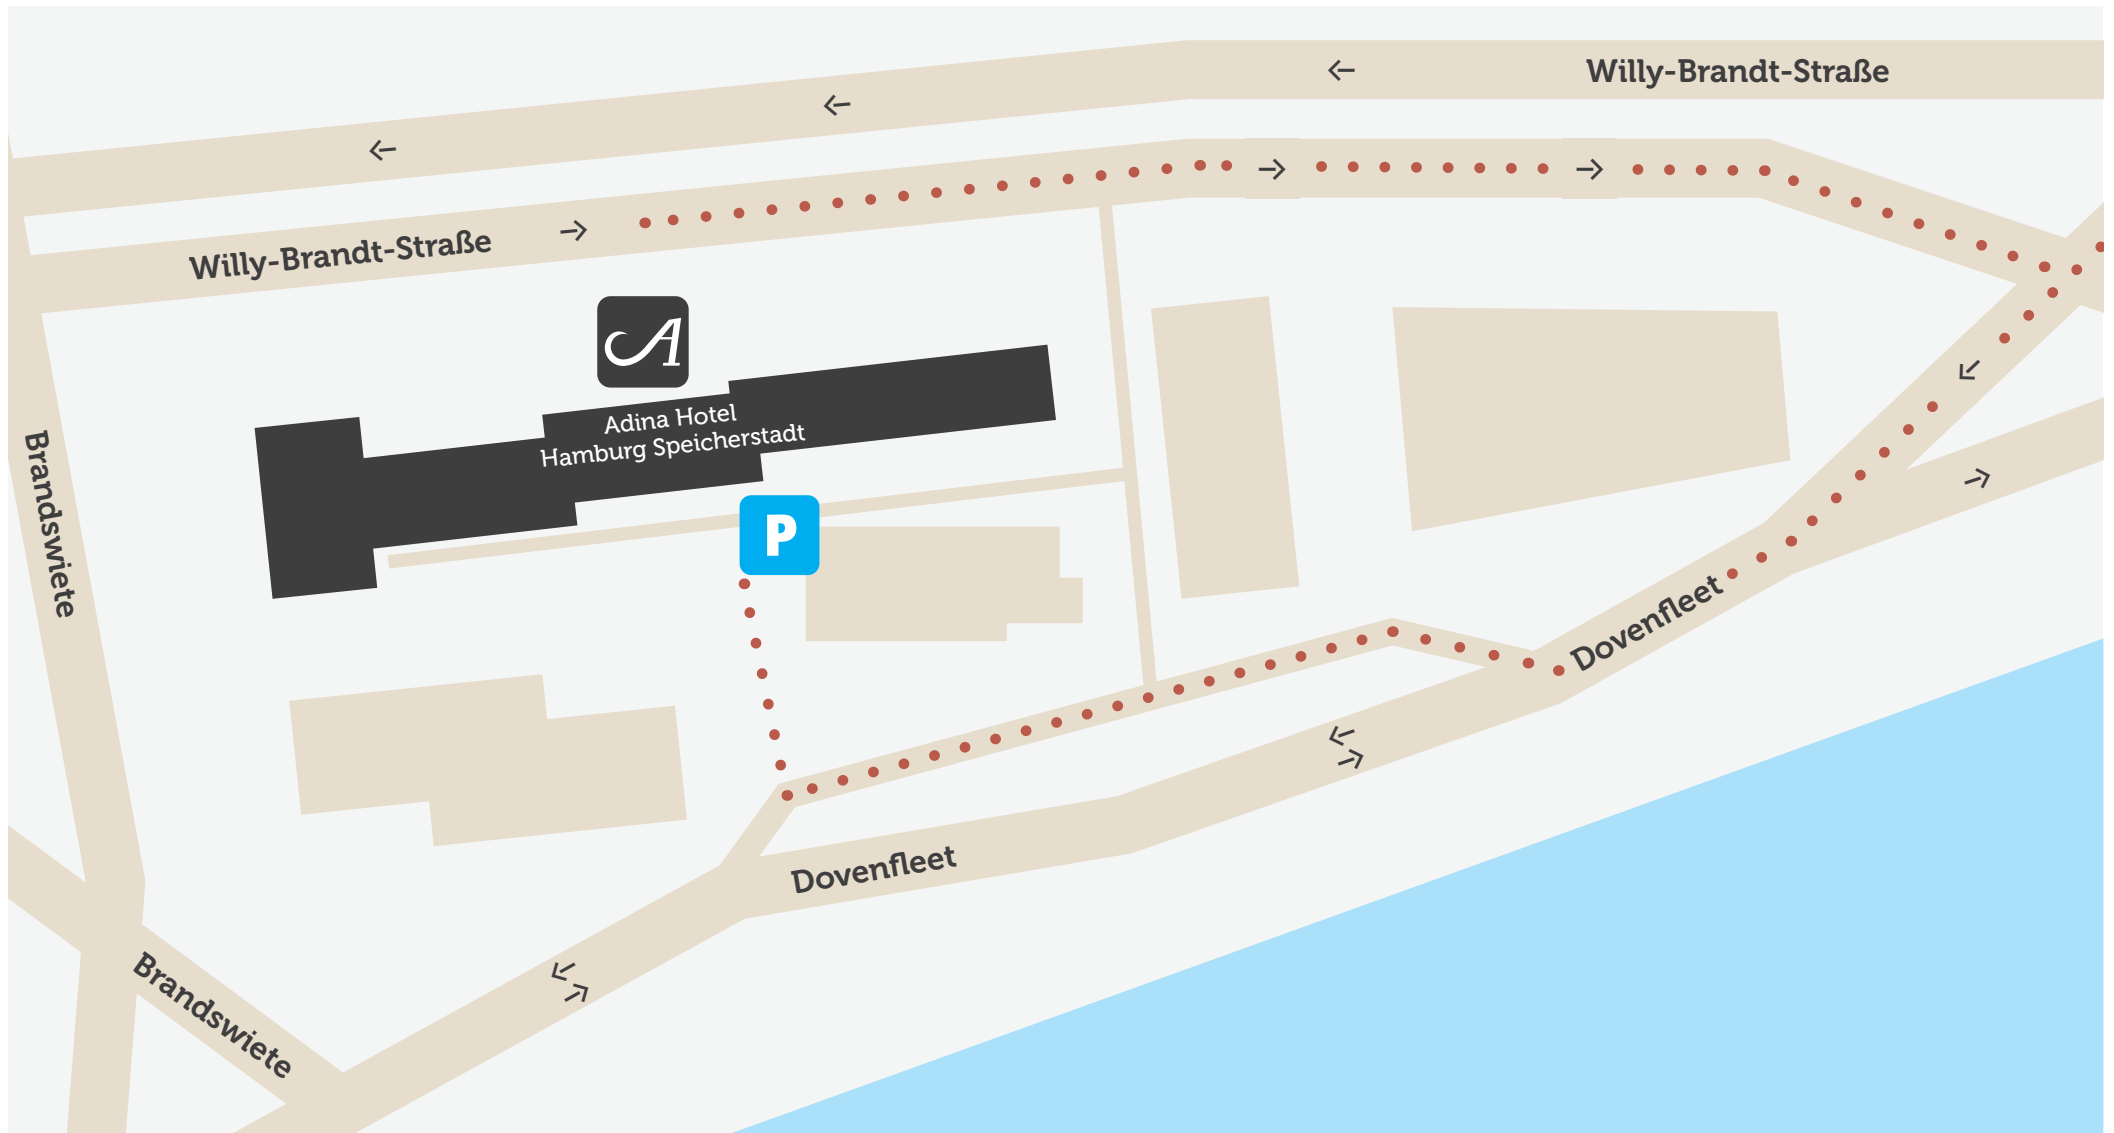 Willy-Brandt-Straße
Willy-Brandt-Straße
A
Adina Hotel
Hamburg Speicherstadt
Brandswiete
P
Dovenfleet
Dovenfleet
Brandswiete